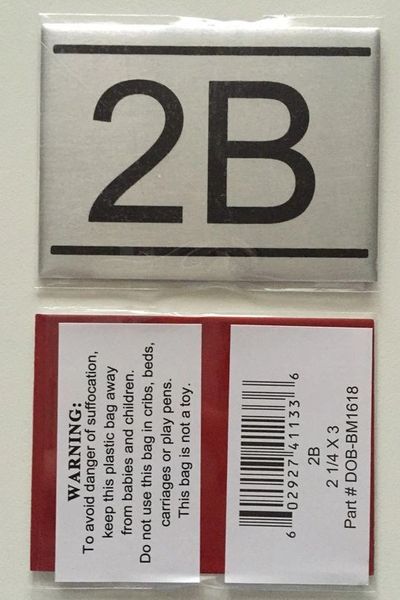 2B
WARNING:
To avoid danger of suffocation,
keep this plastic bag away
from babies and children.
Do not use this bag in cribs, beds,
carriages or play pens.
This bag is not a toy.
6 02927 41133 6
2B
2 1/4 X 3
Part # DOB-BM1618